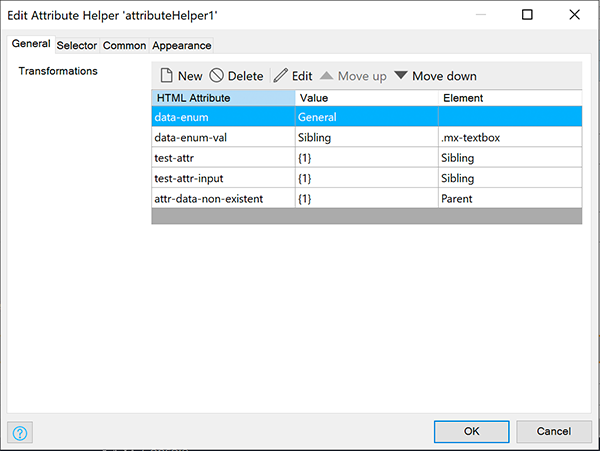 Edit Attribute Helper 'attributeHelper1'
General Selector Common Appearance
Transformations
New Delete Edit Move up Move down
HTML Attribute Value Element
data-enum General
data-enum-val Sibling .mx-textbox
test-attr {1} Sibling
test-attr-input {1} Sibling
attr-data-non-existent {1} Parent
? OK Cancel